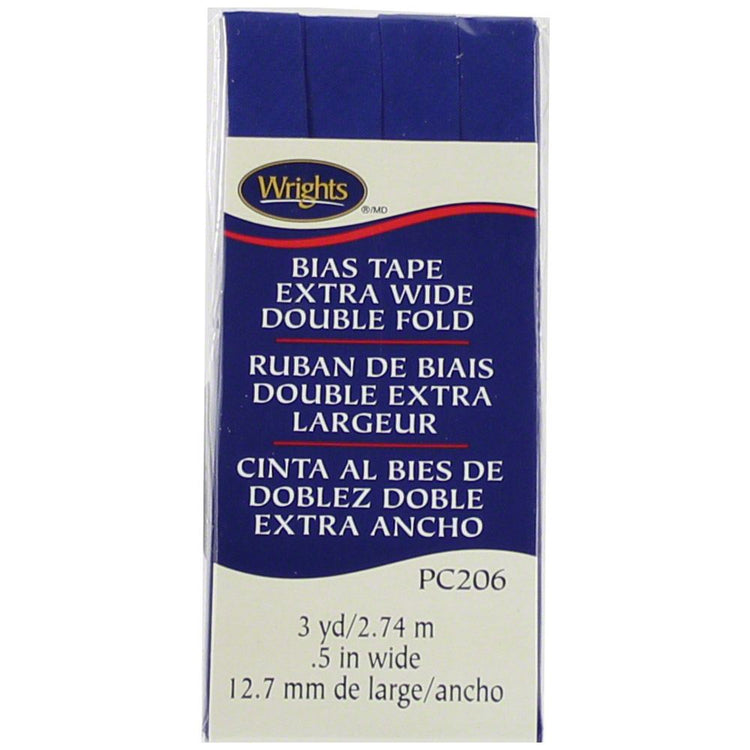 Wrights
®/MD
BIAS TAPE
EXTRA WIDE
DOUBLE FOLD
RUBAN DE BIAIS
DOUBLE EXTRA
LARGEUR
CINTA AL BIES DE
DOBLEZ DOBLE
EXTRA ANCHO
PC206
3 yd/2.74 m
.5 in wide
12.7 mm de large/ancho